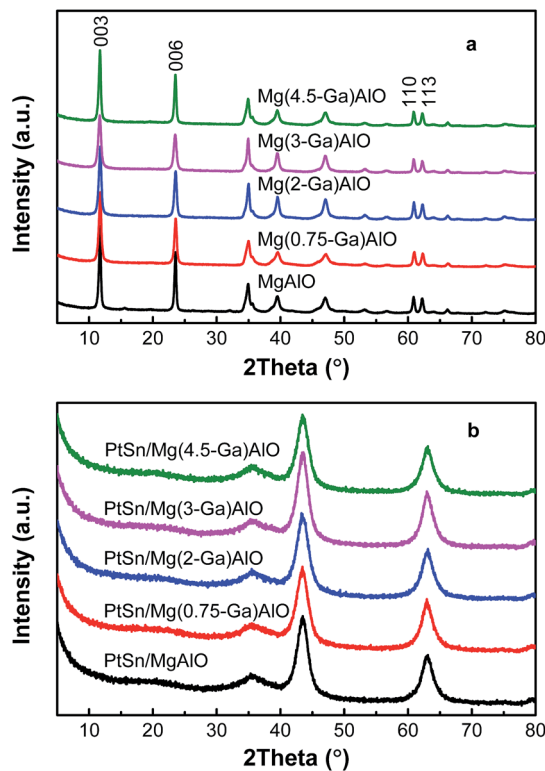 a
003
006
110
113
Mg(4.5-Ga)AlO
Mg(3-Ga)AlO
Mg(2-Ga)AlO
Mg(0.75-Ga)AlO
MgAlO
Intensity (a.u.)
10 20 30 40 50 60 70 80
2Theta (°)
b
PtSn/Mg(4.5-Ga)AlO
PtSn/Mg(3-Ga)AlO
PtSn/Mg(2-Ga)AlO
PtSn/Mg(0.75-Ga)AlO
PtSn/MgAlO
Intensity (a.u.)
10 20 30 40 50 60 70 80
2Theta (°)